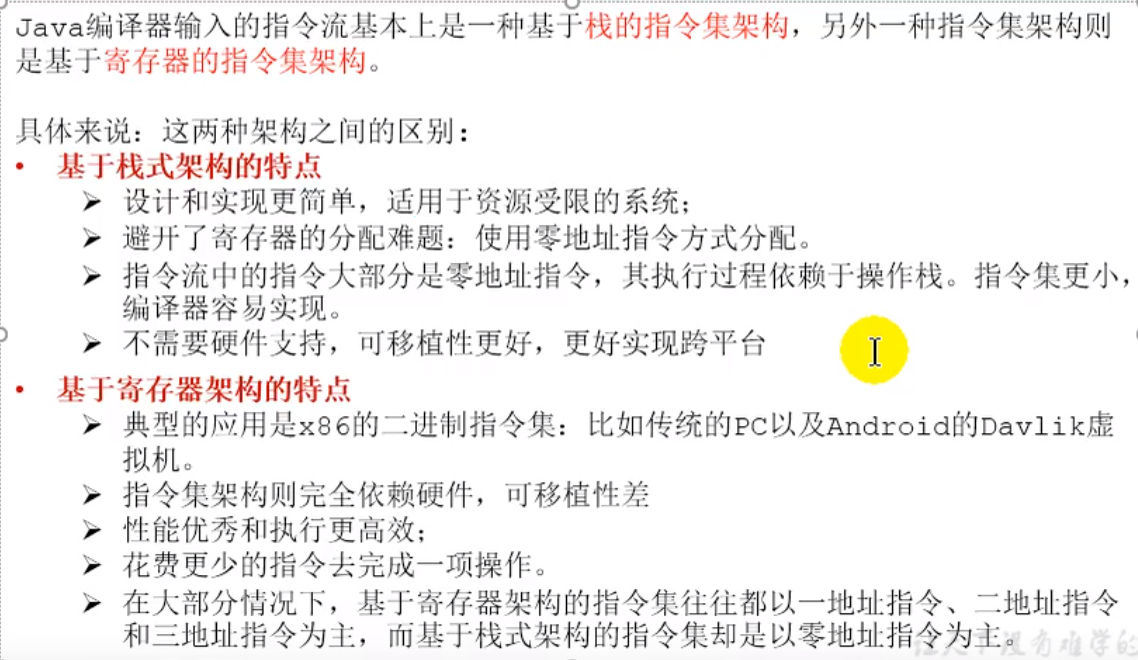 Java编译器输入的指令流基本上是一种基于栈的指令集架构，另外一种指令集架构则
是基于寄存器的指令集架构。
具体来说：这两种架构之间的区别：
• 基于栈式架构的特点
➢ 设计和实现更简单，适用于资源受限的系统；
➢ 避开了寄存器的分配难题：使用零地址指令方式分配。
➢ 指令流中的指令大部分是零地址指令，其执行过程依赖于操作栈。指令集更小，
编译器容易实现。
➢ 不需要硬件支持，可移植性更好，更好实现跨平台
• 基于寄存器架构的特点
➢ 典型的应用是x86的二进制指令集：比如传统的PC以及Android的Davlik虚
拟机。
➢ 指令集架构则完全依赖硬件，可移植性差
➢ 性能优秀和执行更高效；
➢ 花费更少的指令去完成一项操作。
➢ 在大部分情况下，基于寄存器架构的指令集往往都以一地址指令、二地址指令
和三地址指令为主，而基于栈式架构的指令集却是以零地址指令为主。
没有难学的